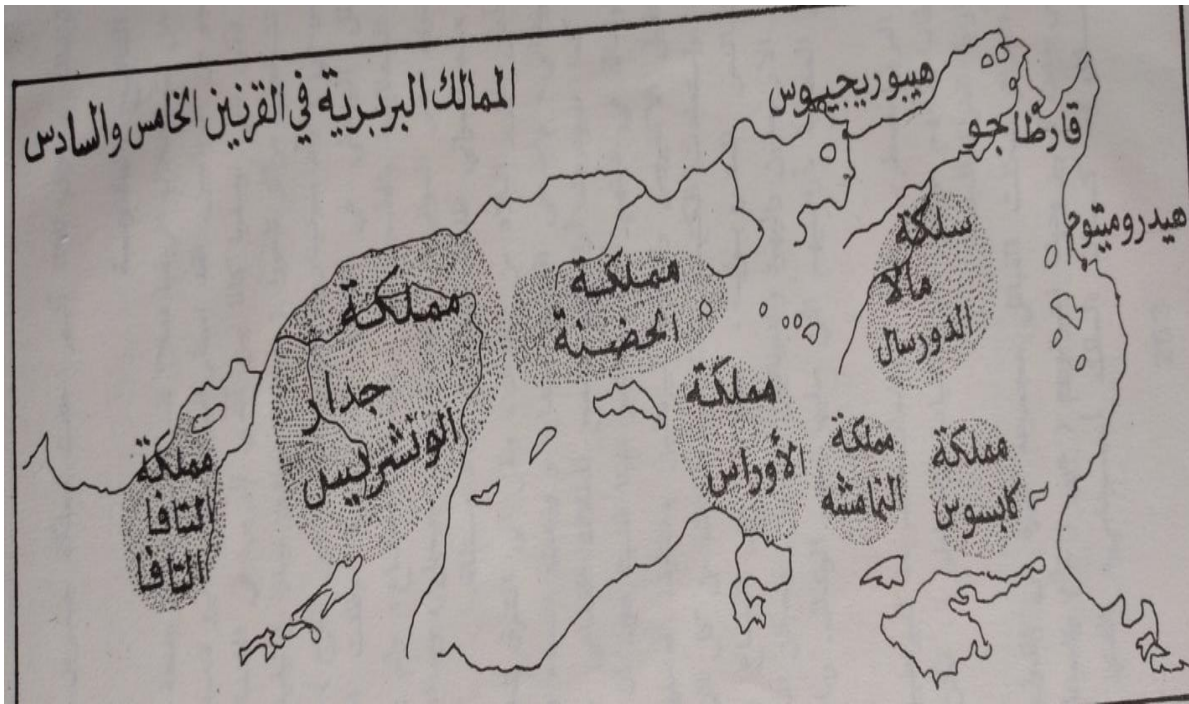 الممالك البربرية في القرنين الخامس والسادس
هيبوريجيوس
قارطاجو
هيدروميتوم
سلكة
مالا
الدورسال
مملكة
الحضنة
مملكة
جدار
الونشريس
مملكة
التافا
التافا
مملكة
الأوراس
مملكة
النمامشه
مملكة
كابسوس